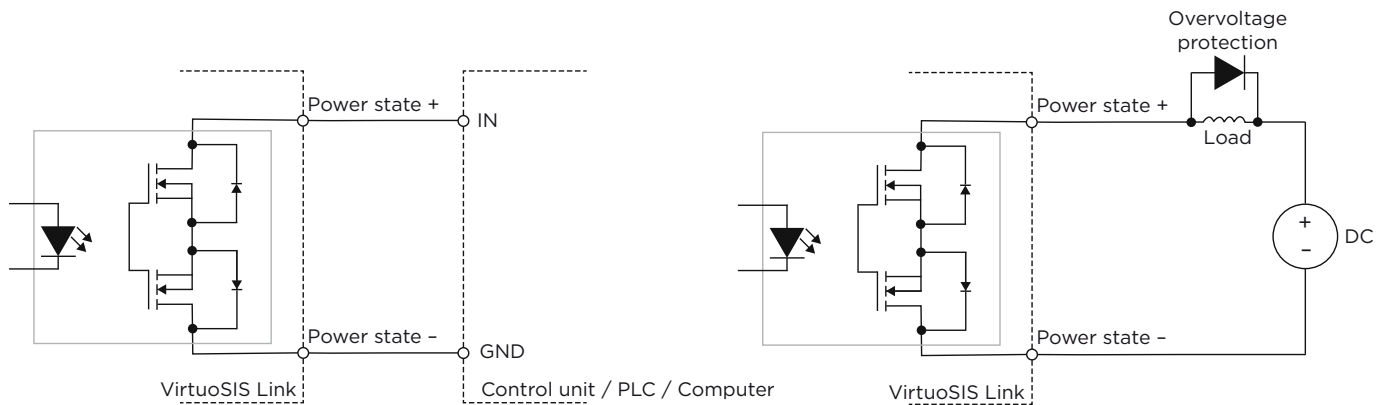 Overvoltage
protection
Power state +
IN
Power state +
Load
+
–
DC
Power state –
GND
Power state –
VirtuoSIS Link
Control unit / PLC / Computer
VirtuoSIS Link